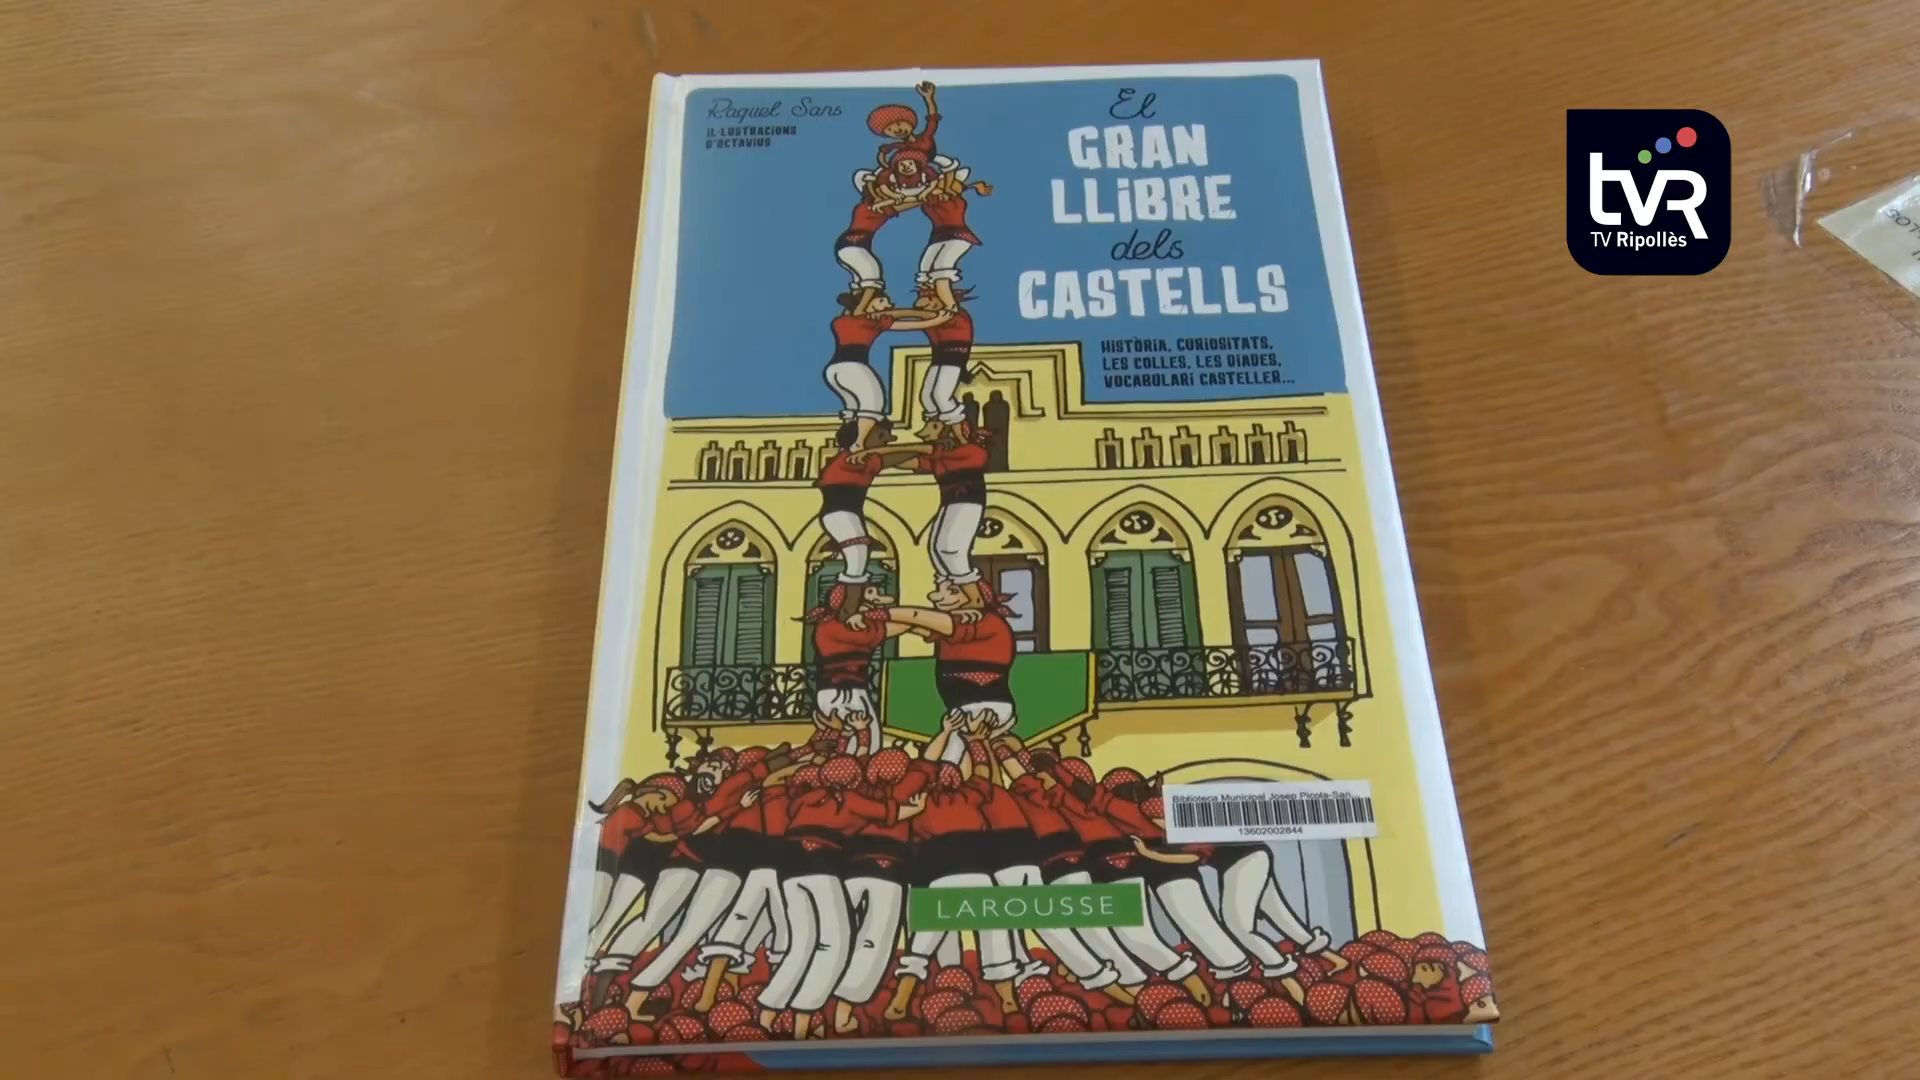 Raquel Sans
IL·LUSTRACIONS
D'OCTAVIUS
El
GRAN
LLiBRE
dels
CASTELLS
HISTÒRIA, CURIOSITATS,
LES COLLES, LES DIADES,
VOCABULARI CASTELLER...
Biblioteca Municipal Josep Picola-San...
13602002844
LAROUSSE
tvR
TV Ripollès